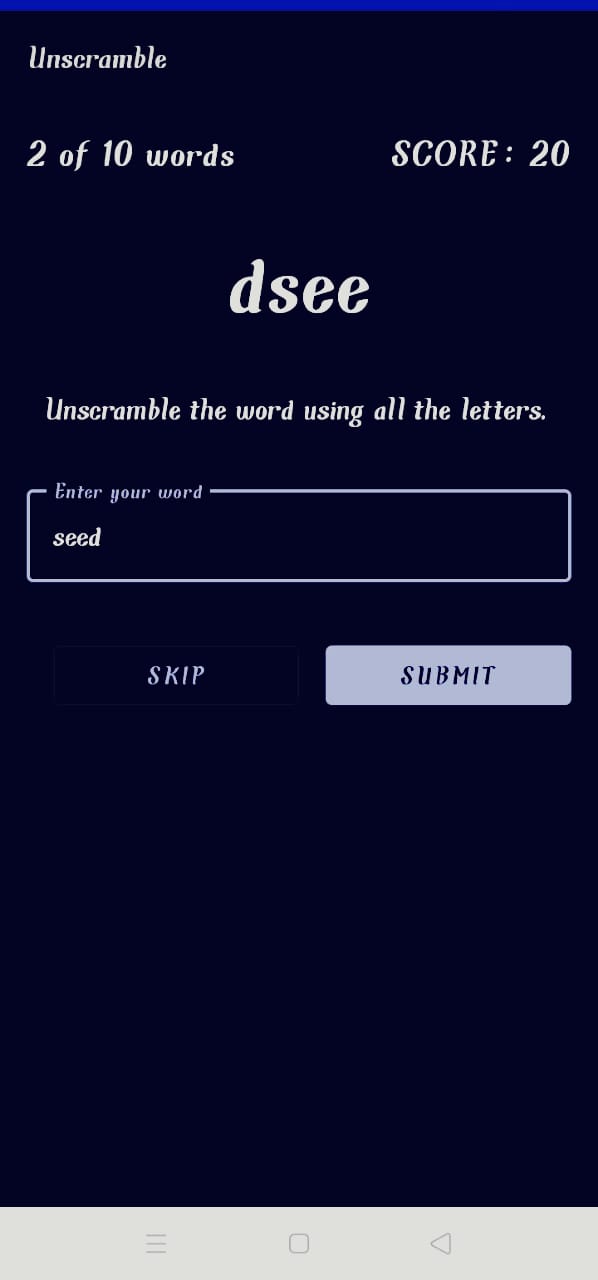 Unscramble
2 of 10 words
SCORE: 20
dsee
Unscramble the word using all the letters.
Enter your word
seed
SKIP
SUBMIT